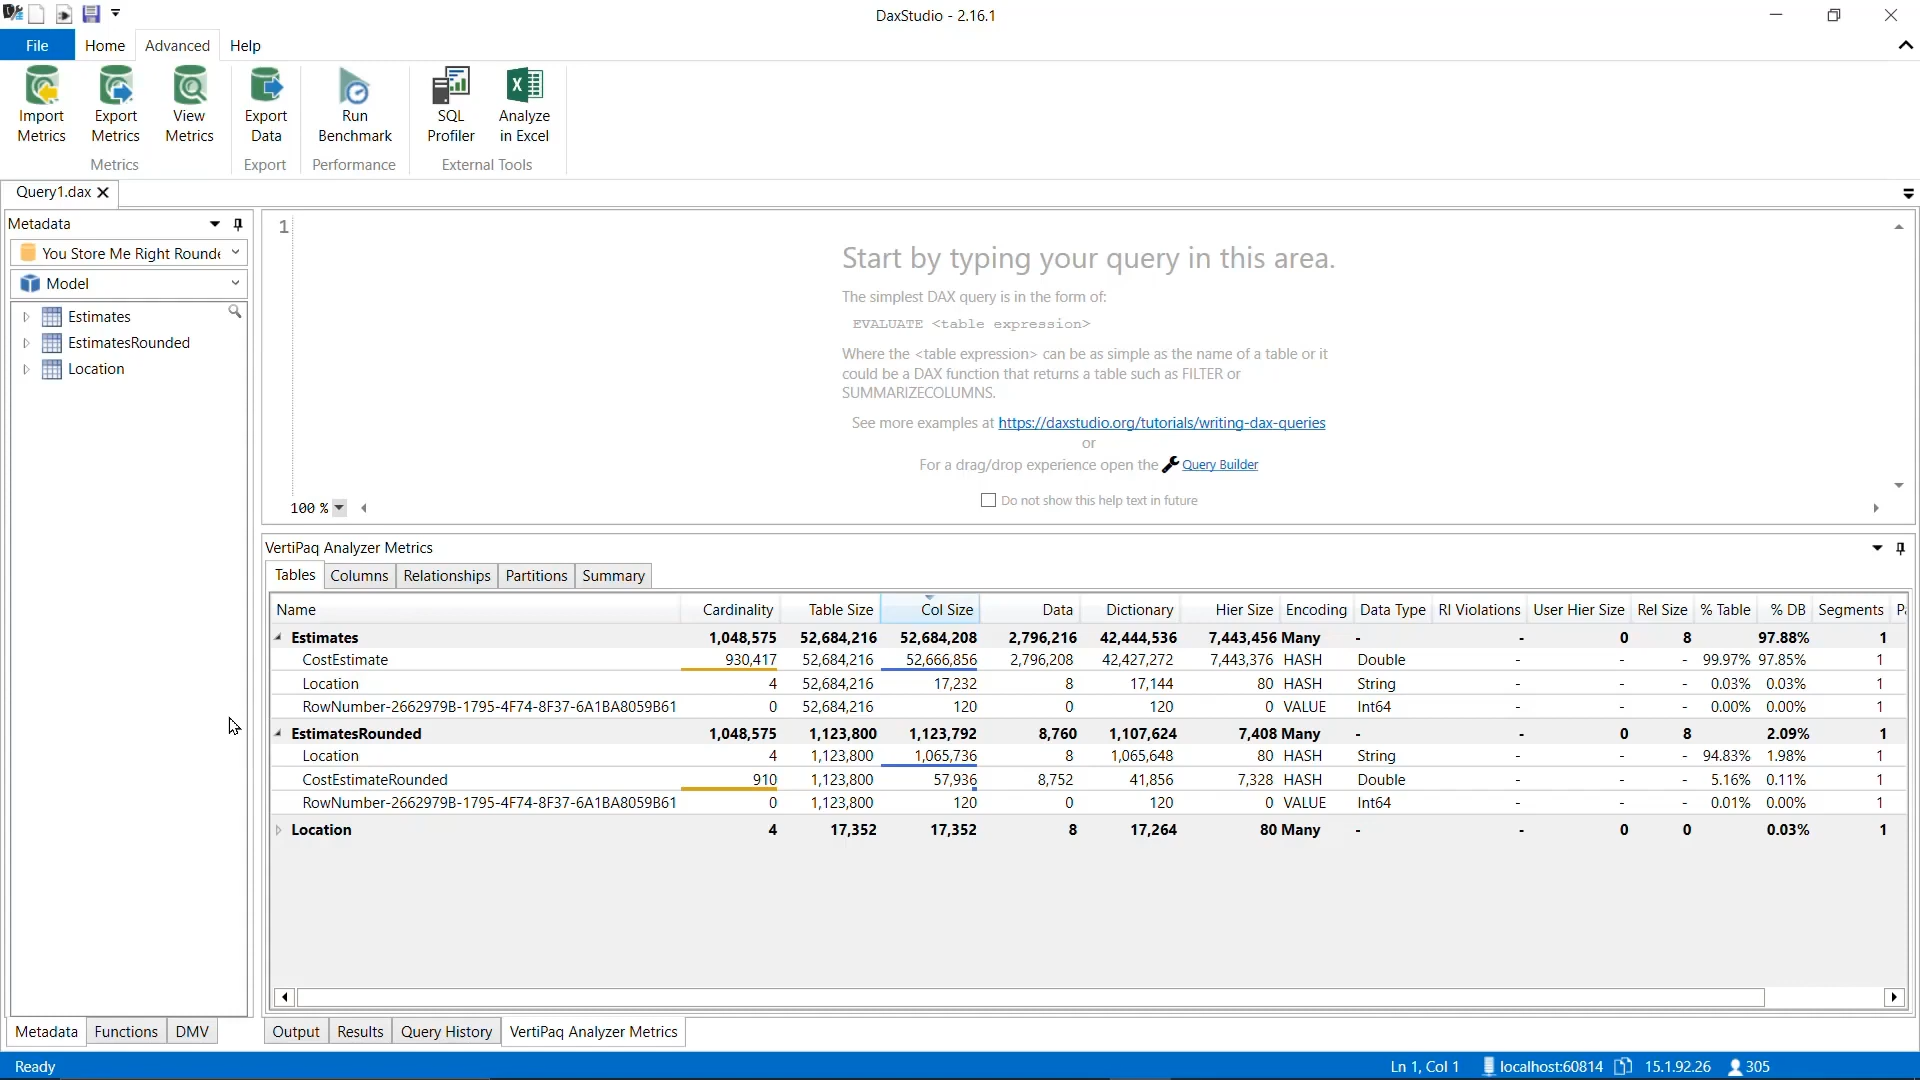 DaxStudio - 2.16.1
File Home Advanced Help
Import Metrics
Export Metrics
View Metrics
Export Data
Run Benchmark
SQL Profiler
Analyze in Excel
Metrics Export Performance External Tools
Query1.dax
Metadata
You Store Me Right Rounde
Model
Estimates
EstimatesRounded
Location
1
Start by typing your query in this area.
The simplest DAX query is in the form of:
EVALUATE <table expression>
Where the <table expression> can be as simple as the name of a table or it
could be a DAX function that returns a table such as FILTER or
SUMMARIZECOLUMNS.
See more examples at https://daxstudio.org/tutorials/writing-dax-queries
or
For a drag/drop experience open the Query Builder
Do not show this help text in future
100 %
VertiPaq Analyzer Metrics
Tables Columns Relationships Partitions Summary
Name Cardinality Table Size Col Size Data Dictionary Hier Size Encoding Data Type RI Violations User Hier Size Rel Size % Table % DB Segments
Estimates 1,048,575 52,684,216 52,684,208 2,796,216 42,444,536 7,443,456 Many - - 0 8 97.88% 1
CostEstimate 930,417 52,684,216 52,666,856 2,796,208 42,427,272 7,443,376 HASH Double - - - 99.97% 97.85% 1
Location 4 52,684,216 17,232 8 17,144 80 HASH String - - - 0.03% 0.03% 1
RowNumber-2662979B-1795-4F74-8F37-6A1BA8059B61 0 52,684,216 120 0 120 0 VALUE Int64 - - - 0.00% 0.00% 1
EstimatesRounded 1,048,575 1,123,800 1,123,792 8,760 1,107,624 7,408 Many - - 0 8 2.09% 1
Location 4 1,123,800 1,065,736 8 1,065,648 80 HASH String - - - 94.83% 1.98% 1
CostEstimateRounded 910 1,123,800 57,936 8,752 41,856 7,328 HASH Double - - - 5.16% 0.11% 1
RowNumber-2662979B-1795-4F74-8F37-6A1BA8059B61 0 1,123,800 120 0 120 0 VALUE Int64 - - - 0.01% 0.00% 1
Location 4 17,352 17,352 8 17,264 80 Many - - 0 0 0.03% 1
Metadata Functions DMV
Output Results Query History VertiPaq Analyzer Metrics
Ready Ln 1, Col 1 localhost:60814 15.1.92.26 305